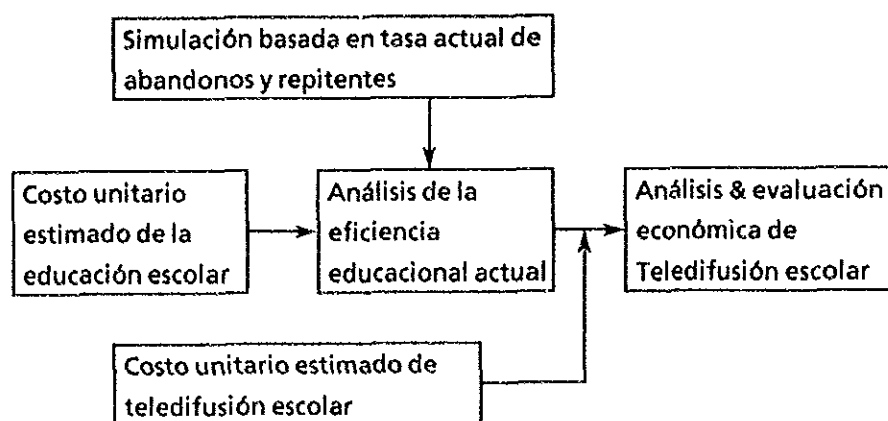 Simulación basada en tasa actual de
abandonos y repitentes
Costo unitario
estimado de la
educación escolar
Análisis de la
eficiencia
educacional actual
Análisis & evaluación
económica de
Teledifusión escolar
Costo unitario estimado de
teledifusión escolar